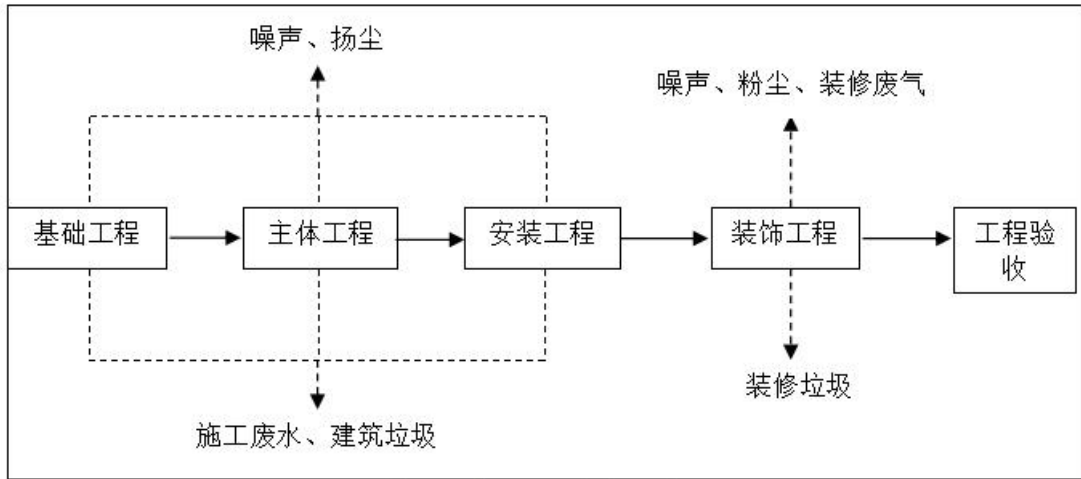 噪声、扬尘
噪声、粉尘、装修废气
基础工程
主体工程
安装工程
装饰工程
工程验
收
装修垃圾
施工废水、建筑垃圾